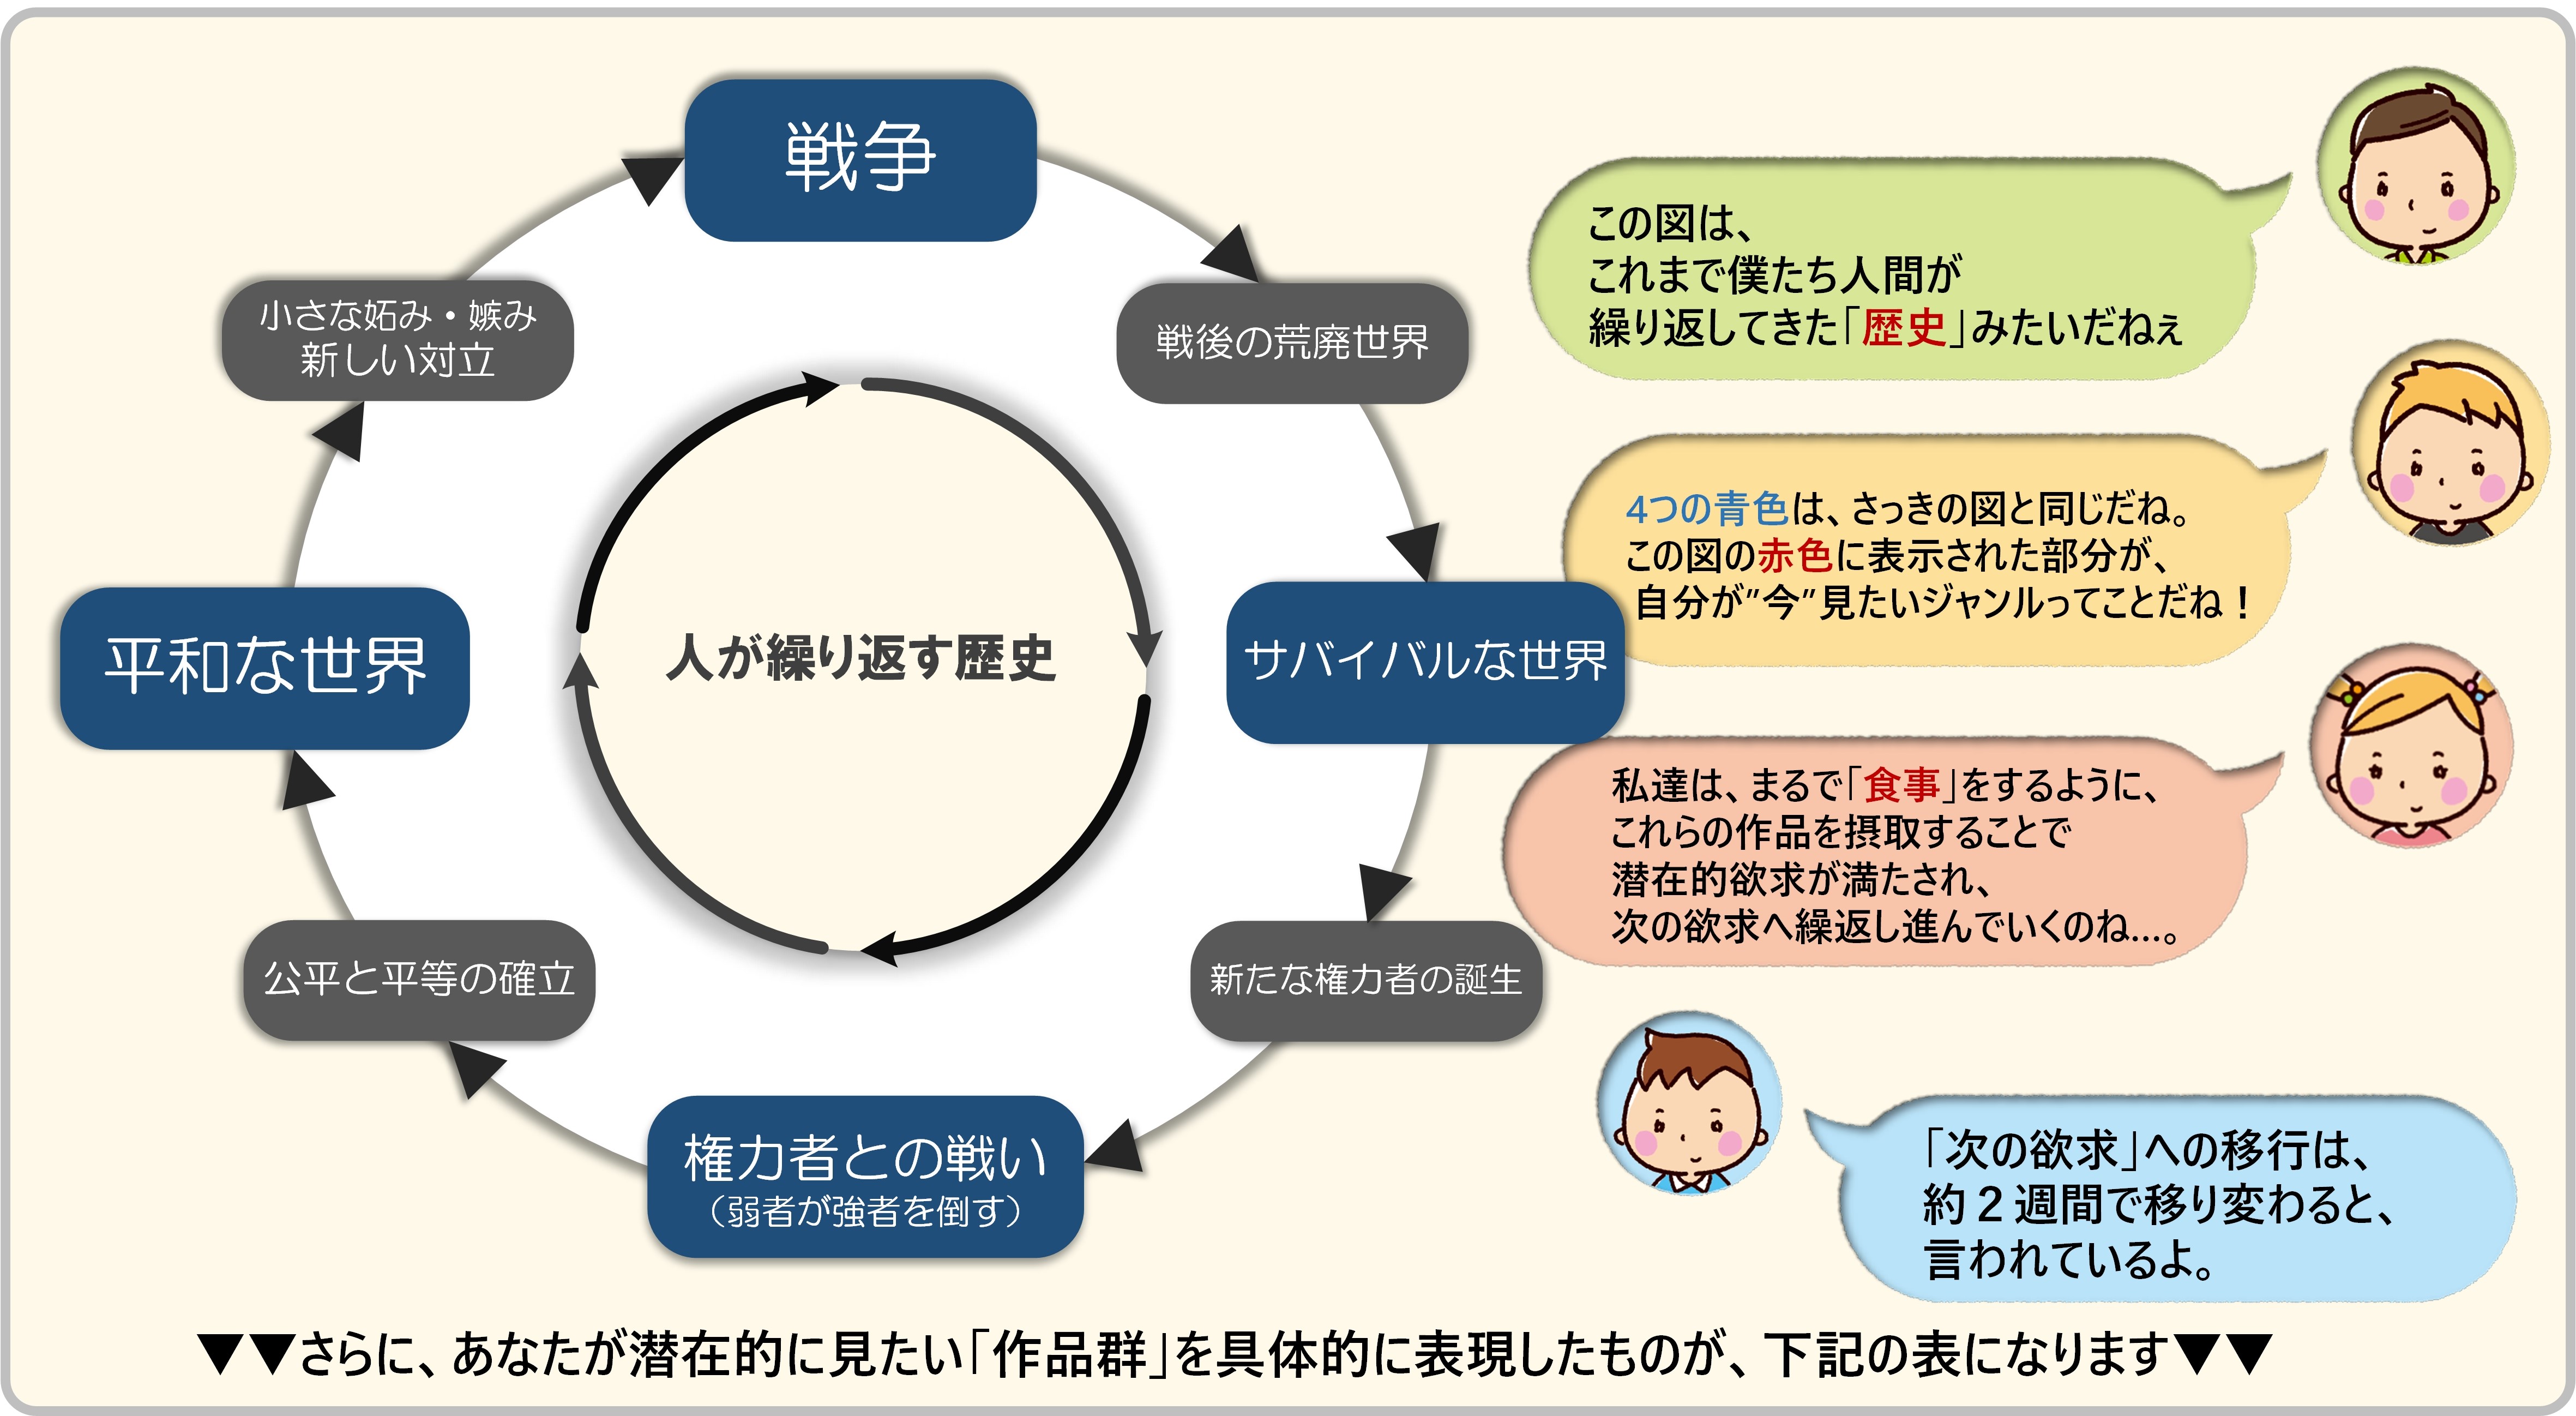 戦争
戦後の荒廃世界
サバイバルな世界
新たな権力者の誕生
権力者との戦い
（弱者が強者を倒す）
公平と平等の確立
平和な世界
小さな妬み・嫉み
新しい対立
人が繰り返す歴史
この図は、
これまで僕たち人間が
繰り返してきた「歴史」みたいだねぇ
4つの青色は、さっきの図と同じだね。
この図の赤色に表示された部分が、
自分が”今”見たいジャンルってことだね！
私達は、まるで「食事」をするように、
これらの作品を摂取することで
潜在的欲求が満たされ、
次の欲求へ繰返し進んでいくのね...。
「次の欲求」への移行は、
約２週間で移り変わると、
言われているよ。
▼▼さらに、あなたが潜在的に見たい「作品群」を具体的に表現したものが、下記の表になります▼▼